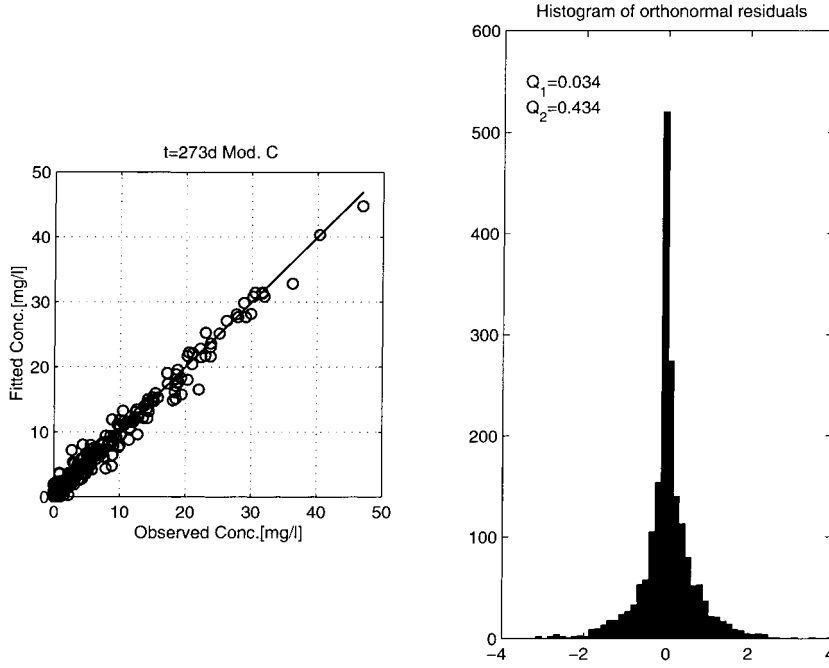 t=273d Mod. C
50
40
30
20
10
0
Fitted Conc.[mg/l]
0 10 20 30 40 50
Observed Conc.[mg/l]
Histogram of orthonormal residuals
600
500
400
300
200
100
0
Q1=0.034
Q2=0.434
−4 −2 0 2 4